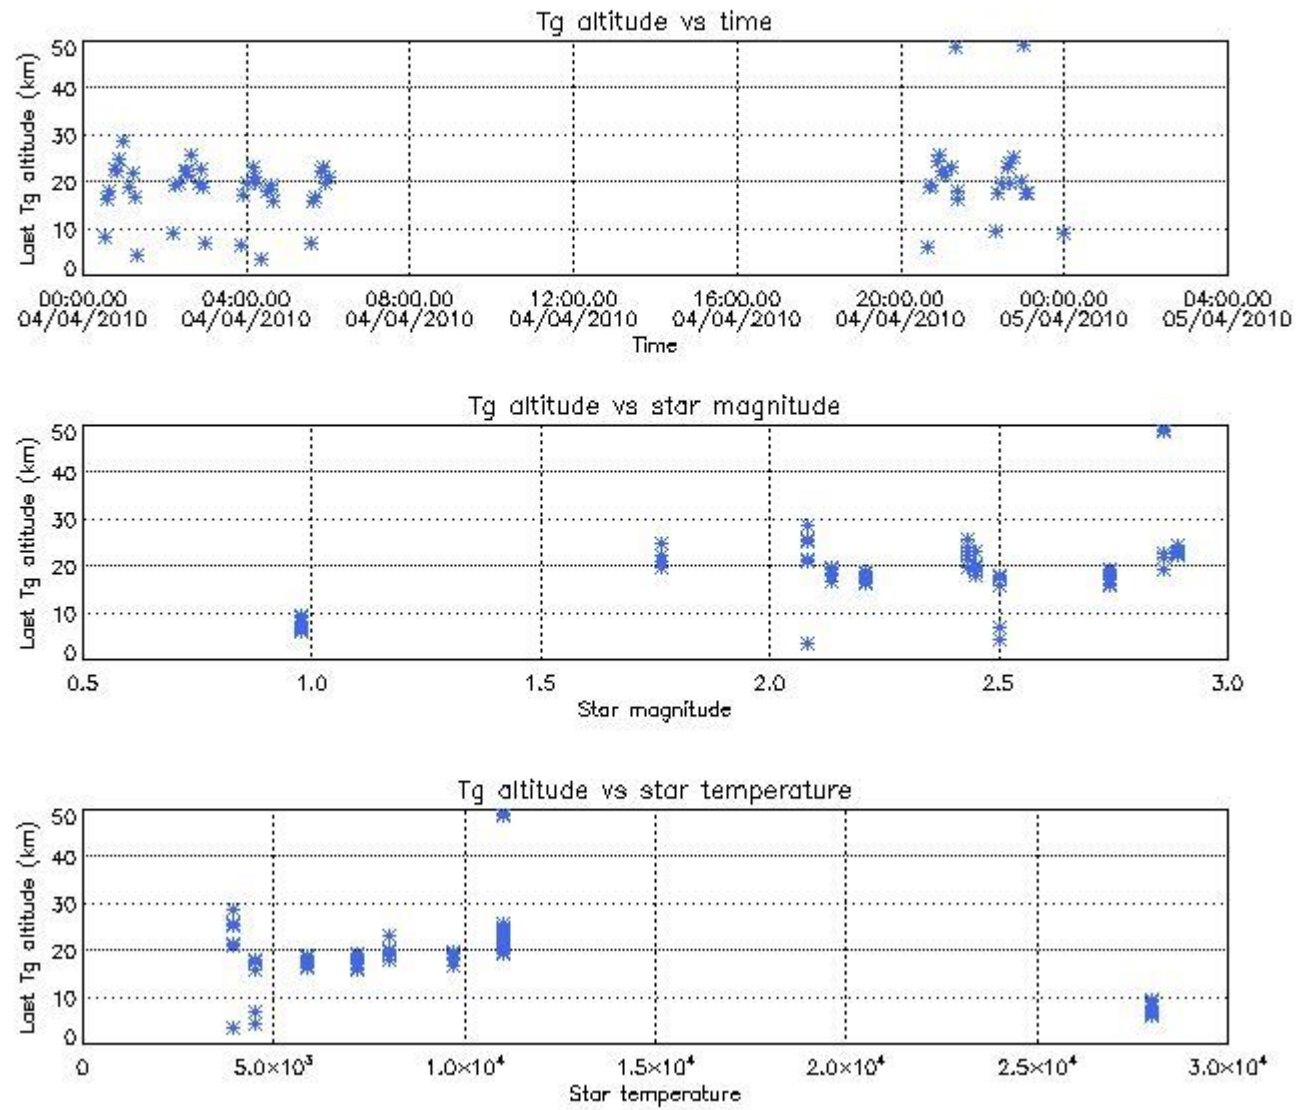 Tg altitude vs time
Last Tg altitude (km)
50
40
30
20
10
0
00:00.00 04:00.00 08:00.00 12:00.00 16:00.00 20:00.00 00:00.00 04:00.00
04/04/2010 04/04/2010 04/04/2010 04/04/2010 04/04/2010 04/04/2010 05/04/2010 05/04/2010
Time
Tg altitude vs star magnitude
Last Tg altitude (km)
50
40
30
20
10
0
0.5 1.0 1.5 2.0 2.5 3.0
Star magnitude
Tg altitude vs star temperature
Last Tg altitude (km)
50
40
30
20
10
0
0 5.0×10³ 1.0×10⁴ 1.5×10⁴ 2.0×10⁴ 2.5×10⁴ 3.0×10⁴
Star temperature